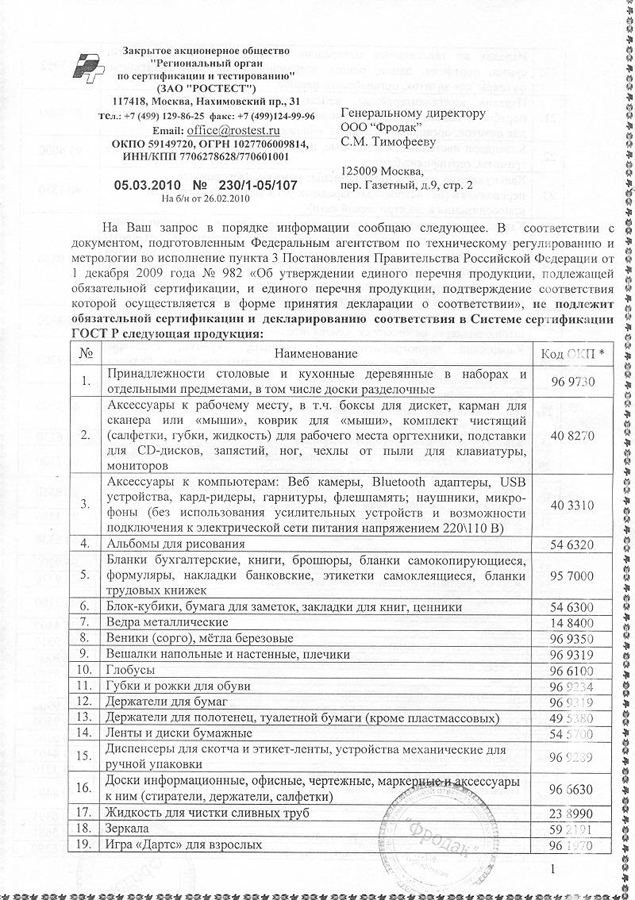 Закрытое акционерное общество
"Региональный орган
по сертификации и тестированию"
(ЗАО "РОСТЕСТ")
117418, Москва, Нахимовский пр., 31
тел.: +7 (499) 129-86-25 факс: +7 (499)124-99-96
Email: office@rostest.ru
ОКПО 59149720, ОГРН 1027706009814,
ИНН/КПП 7706278628/770601001
05.03.2010 № 230/1-05/107
На б/н от 26.02.2010
Генеральному директору
ООО “Фродак”
С.М. Тимофееву
125009 Москва,
пер. Газетный, д.9, стр. 2
На Ваш запрос в порядке информации сообщаю следующее. В соответствии с
документом, подготовленным Федеральным агентством по техническому регулированию и
метрологии во исполнение пункта 3 Постановления Правительства Российской Федерации от
1 декабря 2009 года № 982 «Об утверждении единого перечня продукции, подлежащей
обязательной сертификации, и единого перечня продукции, подтверждение соответствия
которой осуществляется в форме принятия декларации о соответствии», не подлежит
обязательной сертификации и декларированию соответствия в Системе сертификации
ГОСТ Р следующая продукция:
№ Наименование Код ОКП *
1. Принадлежности столовые и кухонные деревянные в наборах и
отдельными предметами, в том числе доски разделочные 96 9730
2. Аксессуары к рабочему месту, в т.ч. боксы для дискет, карман для
сканера или «мыши», коврик для «мыши», комплект чистящий
(салфетки, губки, жидкость) для рабочего места оргтехники, подставки
для CD-дисков, запястий, ног, чехлы от пыли для клавиатуры,
мониторов 40 8270
3. Аксессуары к компьютерам: Веб камеры, Bluetooth адаптеры, USB
устройства, кард-ридеры, гарнитуры, флешпамять; наушники, микро-
фоны (без использования усилительных устройств и возможности
подключения к электрической сети питания напряжением 220\110 В) 40 3310
4. Альбомы для рисования 54 6320
5. Бланки бухгалтерские, книги, брошюры, бланки самокопирующиеся,
формуляры, накладки банковские, этикетки самоклеящиеся, бланки
трудовых книжек 95 7000
6. Блок-кубики, бумага для заметок, закладки для книг, ценники 54 6300
7. Ведра металлические 14 8400
8. Веники (сорго), мётла березовые 96 9350
9. Вешалки напольные и настенные, плечики 96 9319
10. Глобусы 96 6100
11. Губки и рожки для обуви 96 9234
12. Держатели для бумаг 96 9319
13. Держатели для полотенец, туалетной бумаги (кроме пластмассовых) 49 5380
14. Ленты и диски бумажные 54 5700
15. Диспенсеры для скотча и этикет-ленты, устройства механические для
ручной упаковки 96 9239
16. Доски информационные, офисные, чертежные, маркерные и аксессуары
к ним (стиратели, держатели, салфетки) 96 6630
17. Жидкость для чистки сливных труб 23 8990
18. Зеркала 59 2191
19. Игра «Дартс» для взрослых 96 1970
"Фродак"
1